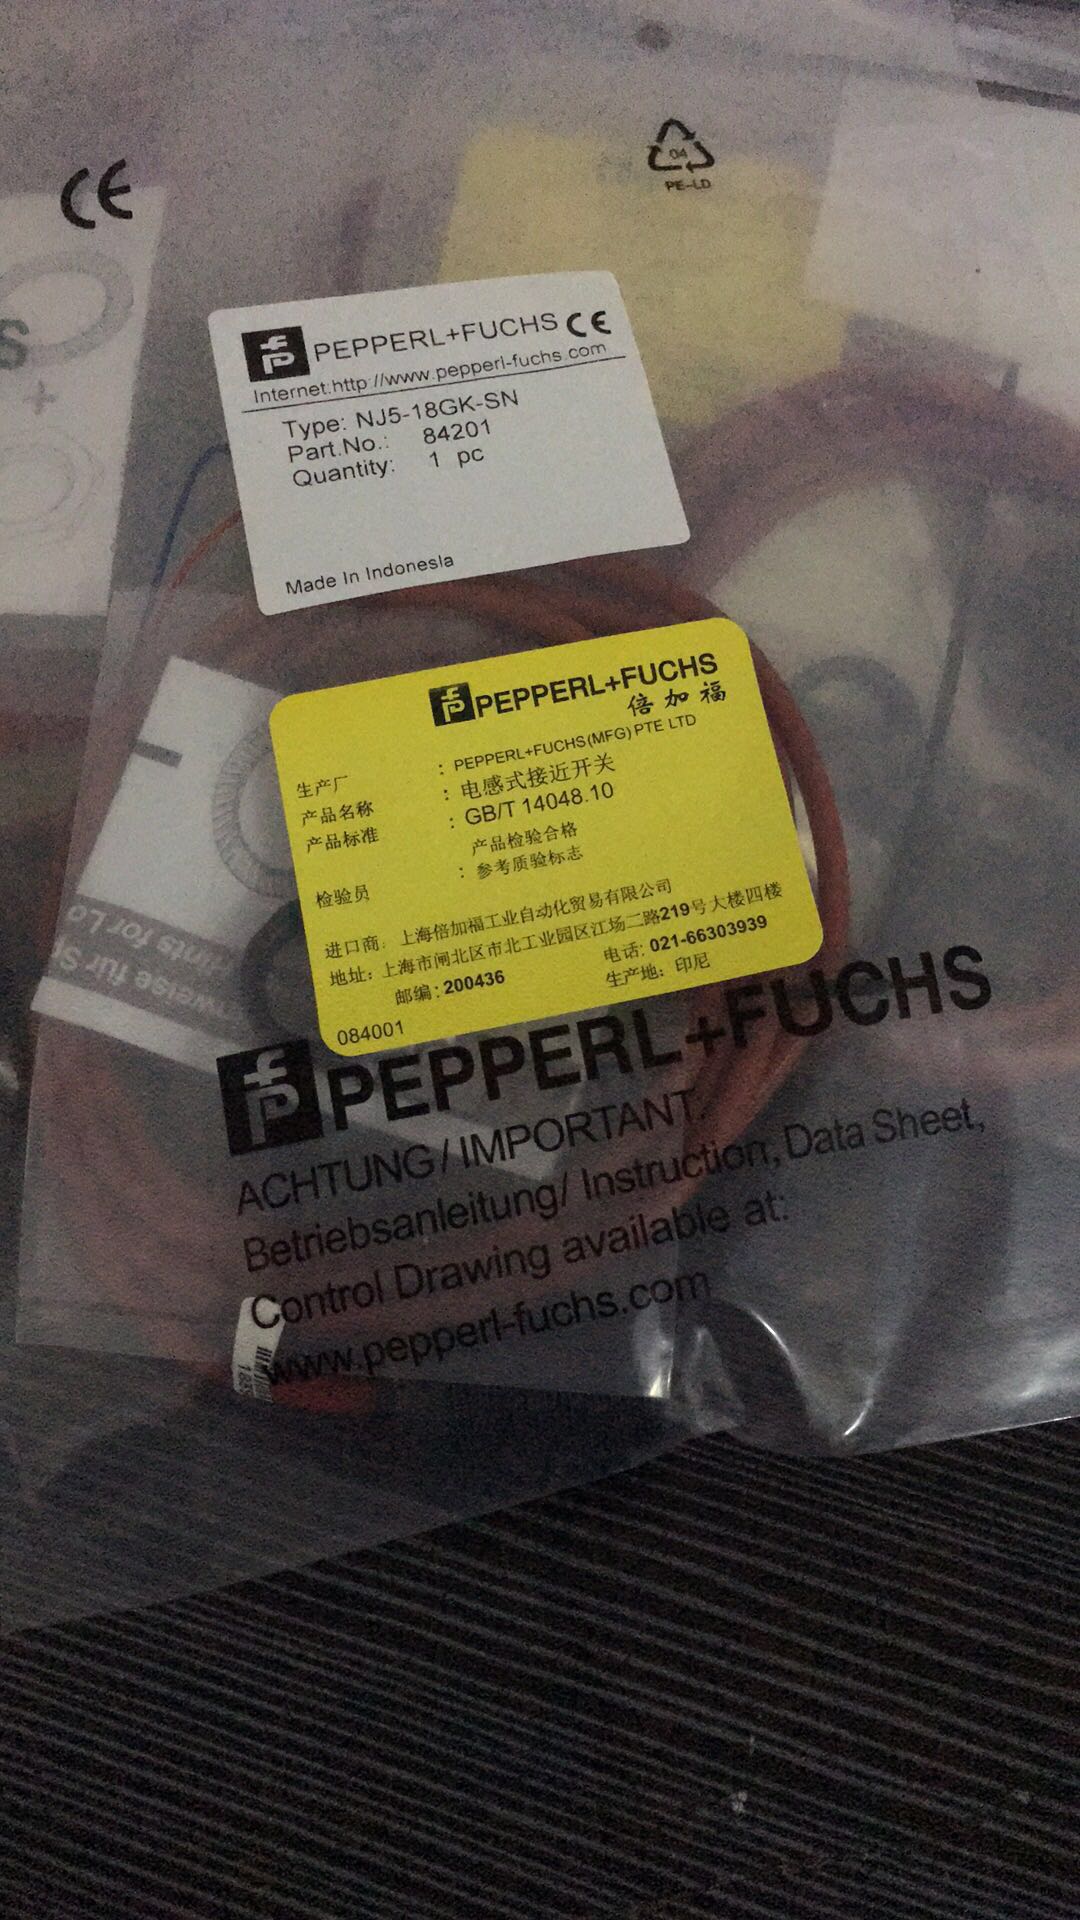 CE
04
PE-LD
PEPPERL+FUCHS CE
Internet:http://www.pepperl-fuchs.com
Type: NJ5-18GK-SN
Part.No.: 84201
Quantity: 1 pc
Made In Indonesla
PEPPERL+FUCHS
倍加福
生产厂 : PEPPERL+FUCHS(MFG)PTE LTD
产品名称 : 电感式接近开关
产品标准 : GB/T 14048.10
产品检验合格
检验员 : 参考质验标志
进口商: 上海倍加福工业自动化贸易有限公司
地址: 上海市闸北区市北工业园区江场二路219号大楼四楼
邮编:200436 电话: 021-66303939
生产地: 印尼
084001
PEPPERL+FUCHS
ACHTUNG/IMPORTANT.
Betriebsanleitung/ Instruction, Data Sheet,
Control Drawing available at:
www.pepperl-fuchs.com